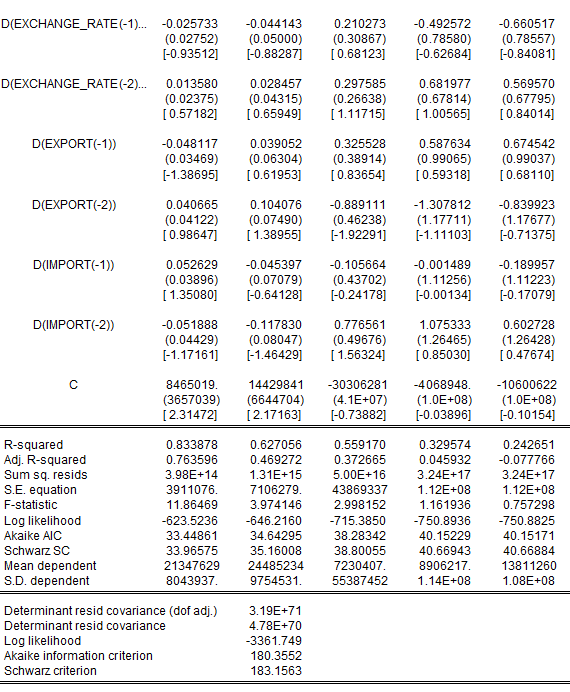 D(EXCHANGE_RATE(-1)... -0.025733 -0.044143 0.210273 -0.492572 -0.660517
(0.02752) (0.05000) (0.30867) (0.78580) (0.78557)
[-0.93512] [-0.88287] [ 0.68123] [-0.62684] [-0.84081]
D(EXCHANGE_RATE(-2)... 0.013580 0.028457 0.297585 0.681977 0.569570
(0.02375) (0.04315) (0.26638) (0.67814) (0.67795)
[ 0.57182] [ 0.65949] [ 1.11715] [ 1.00565] [ 0.84014]
D(EXPORT(-1)) -0.048117 0.039052 0.325528 0.587634 0.674542
(0.03469) (0.06304) (0.38914) (0.99065) (0.99037)
[-1.38695] [ 0.61953] [ 0.83654] [ 0.59318] [ 0.68110]
D(EXPORT(-2)) 0.040665 0.104076 -0.889111 -1.307812 -0.839923
(0.04122) (0.07490) (0.46238) (1.17711) (1.17677)
[ 0.98647] [ 1.38955] [-1.92291] [-1.11103] [-0.71375]
D(IMPORT(-1)) 0.052629 -0.045397 -0.105664 -0.001489 -0.189957
(0.03896) (0.07079) (0.43702) (1.11256) (1.11223)
[ 1.35080] [-0.64128] [-0.24178] [-0.00134] [-0.17079]
D(IMPORT(-2)) -0.051888 -0.117830 0.776561 1.075333 0.602728
(0.04429) (0.08047) (0.49676) (1.26465) (1.26428)
[-1.17161] [-1.46429] [ 1.56324] [ 0.85030] [ 0.47674]
C 8465019. 14429841 -30306281 -4068948. -10600622
(3657039) (6644704) (4.1E+07) (1.0E+08) (1.0E+08)
[ 2.31472] [ 2.17163] [-0.73882] [-0.03896] [-0.10154]
R-squared 0.833878 0.627056 0.559170 0.329574 0.242651
Adj. R-squared 0.763596 0.469272 0.372665 0.045932 -0.077766
Sum sq. resids 3.98E+14 1.31E+15 5.00E+16 3.24E+17 3.24E+17
S.E. equation 3911076. 7106279. 43869337 1.12E+08 1.12E+08
F-statistic 11.86469 3.974146 2.998152 1.161936 0.757298
Log likelihood -623.5236 -646.2160 -715.3850 -750.8936 -750.8825
Akaike AIC 33.44861 34.64295 38.28342 40.15229 40.15171
Schwarz SC 33.96575 35.16008 38.80055 40.66943 40.66884
Mean dependent 21347629 24485234 7230407. 8906217. 13811260
S.D. dependent 8043937. 9754531. 55387452 1.14E+08 1.08E+08
Determinant resid covariance (dof adj.) 3.19E+71
Determinant resid covariance 4.78E+70
Log likelihood -3361.749
Akaike information criterion 180.3552
Schwarz criterion 183.1563